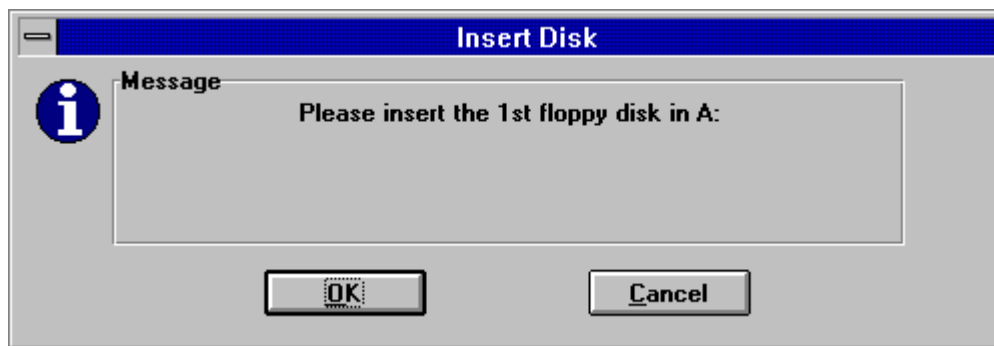 Insert Disk
Message
Please insert the 1st floppy disk in A:
OK
Cancel